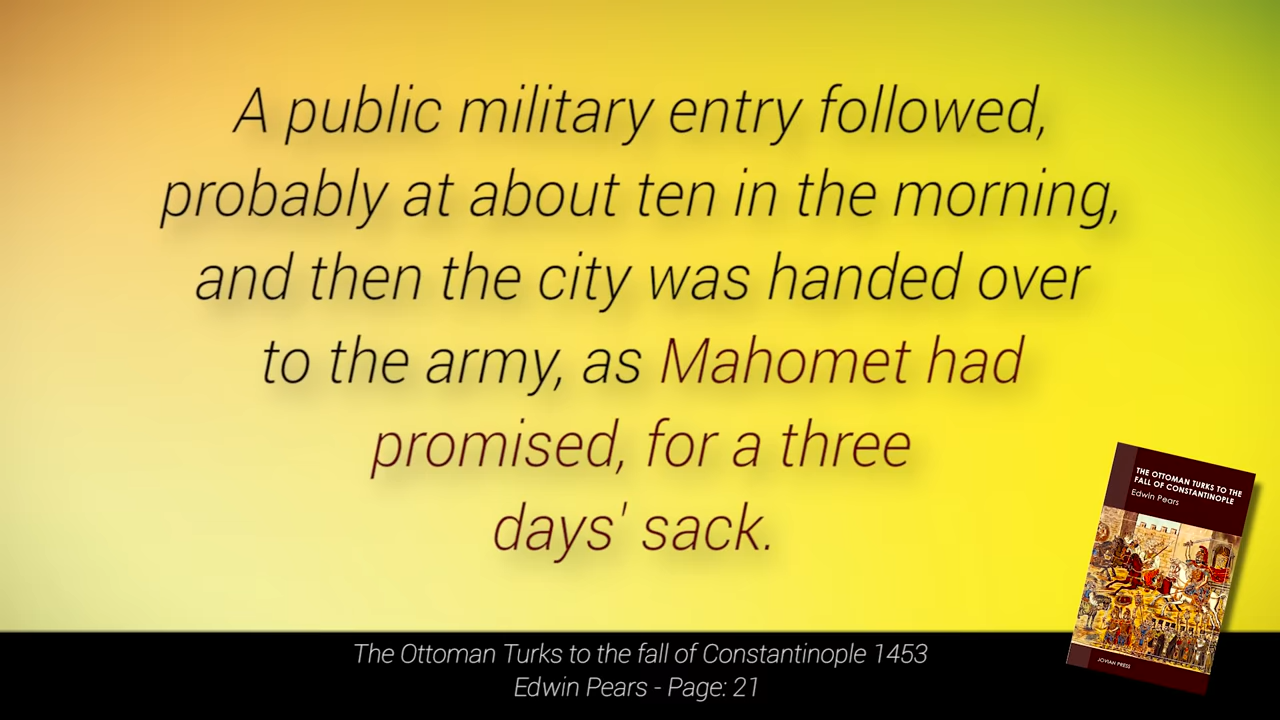 A public military entry followed,
probably at about ten in the morning,
and then the city was handed over
to the army, as Mahomet had
promised, for a three
days' sack.
THE OTTOMAN TURKS TO THE
FALL OF CONSTANTINOPLE
Edwin Pears
JOVIAN PRESS
The Ottoman Turks to the fall of Constantinople 1453
Edwin Pears - Page: 21